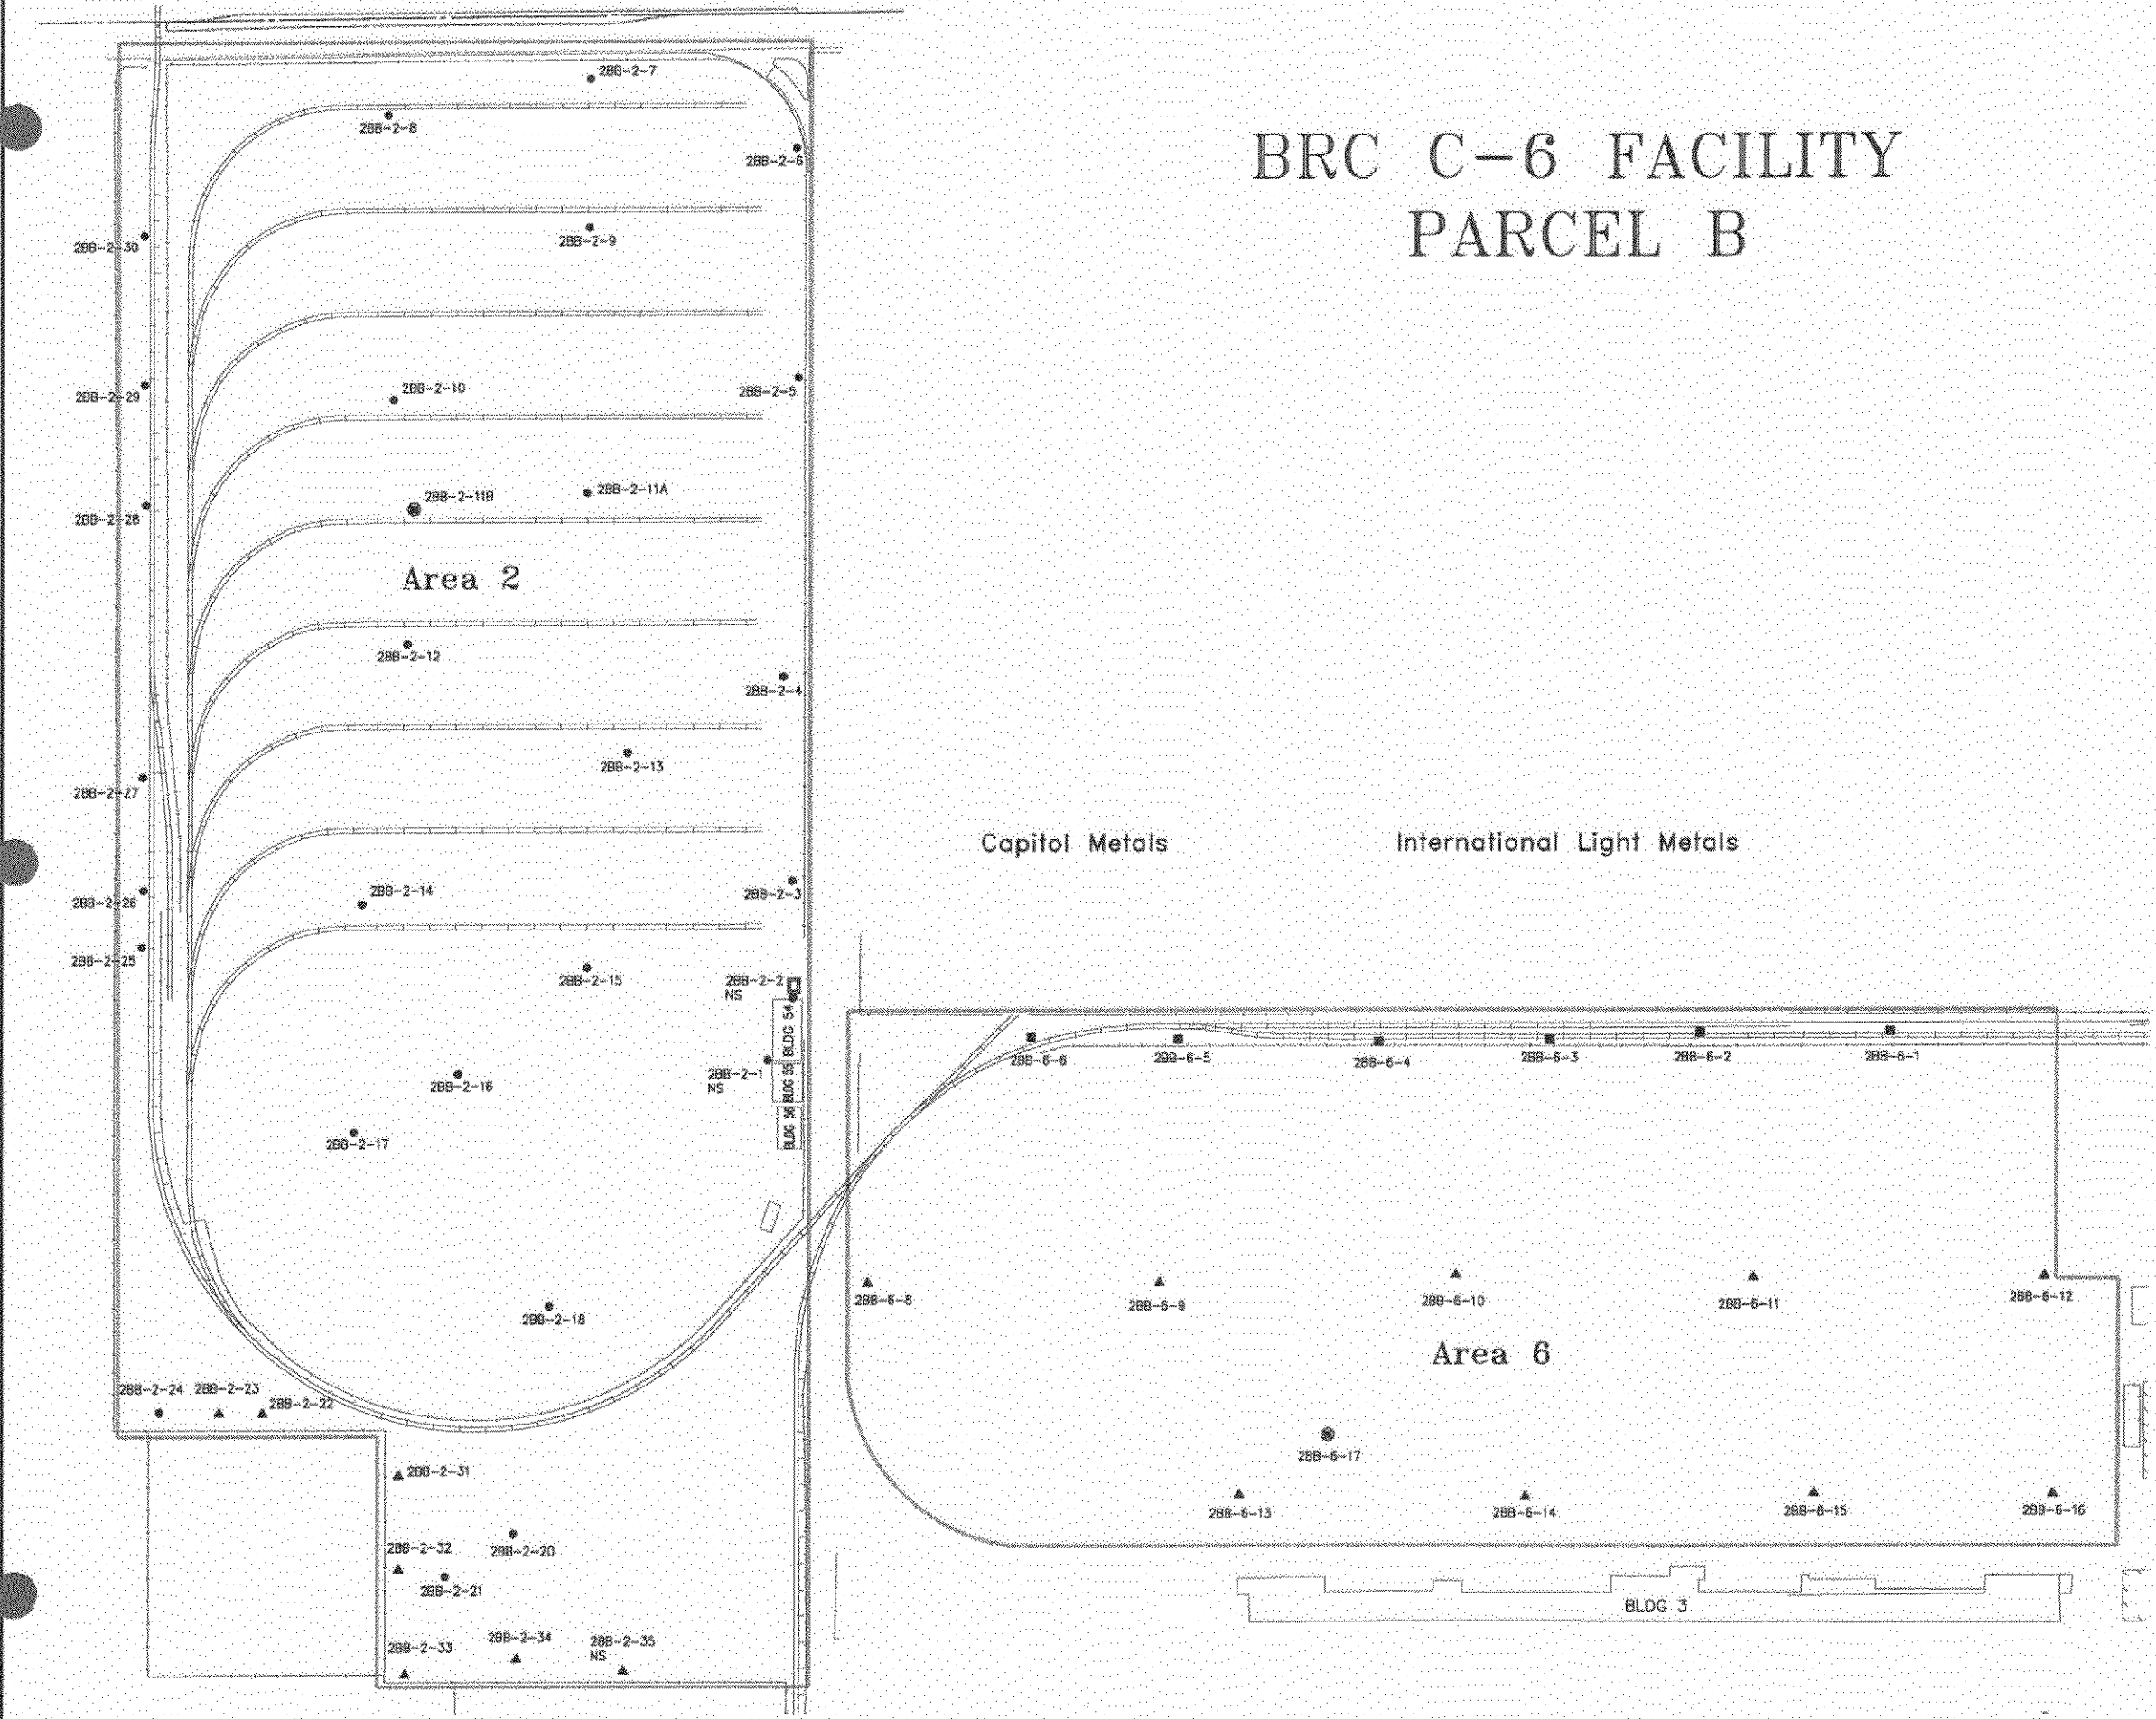 BRC C-6 FACILITY
PARCEL B
2BB-2-7
2BB-2-8
2BB-2-6
2BB-2-30
2BB-2-9
2BB-2-29
2BB-2-10
2BB-2-5
2BB-2-28
2BB-2-11B
2BB-2-11A
Area 2
2BB-2-12
2BB-2-4
2BB-2-13
2BB-2-27
Capitol Metals
International Light Metals
2BB-2-14
2BB-2-3
2BB-2-26
2BB-2-25
2BB-2-15
2BB-2-2
NS
BLDG 54
2BB-2-16
2BB-2-1
NS
BLDG 55
BLDG 56
2BB-2-17
2BB-6-6
2BB-6-5
2BB-6-4
2BB-6-3
2BB-6-2
2BB-6-1
2BB-2-18
2BB-6-8
2BB-6-9
2BB-6-10
2BB-6-11
2BB-6-12
Area 6
2BB-2-24
2BB-2-23
2BB-2-22
2BB-2-31
2BB-6-17
2BB-6-13
2BB-6-14
2BB-6-15
2BB-6-16
2BB-2-32
2BB-2-20
2BB-2-21
BLDG 3
2BB-2-33
2BB-2-34
2BB-2-35
NS